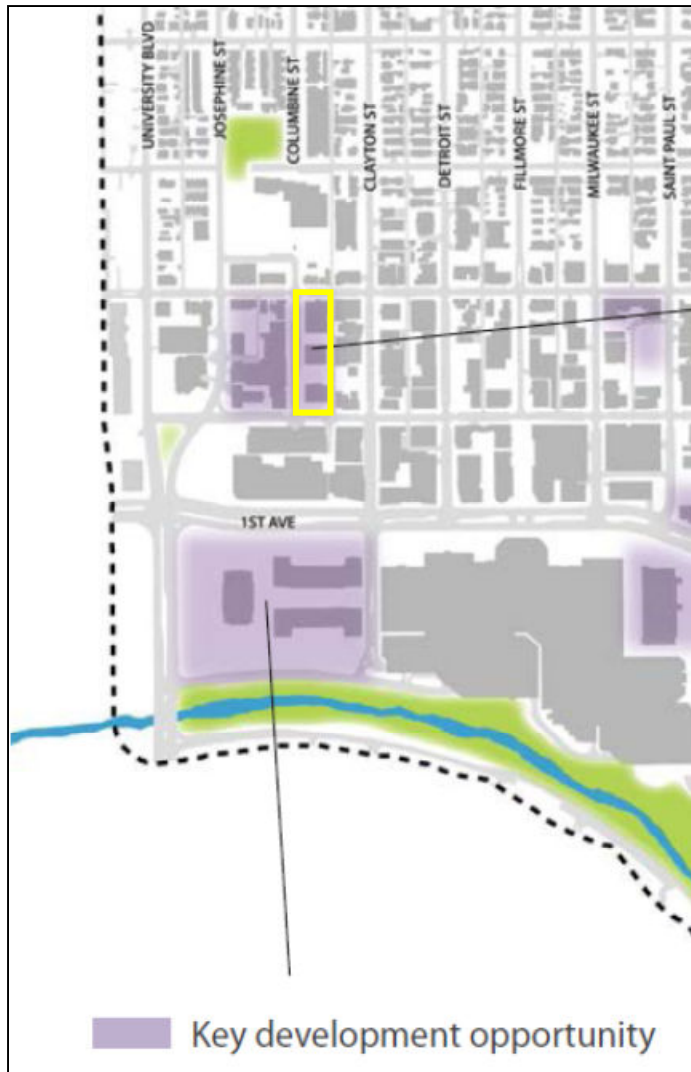 UNIVERSITY BLVD
JOSEPHINE ST
COLUMBINE ST
CLAYTON ST
DETROIT ST
FILLMORE ST
MILWAUKEE ST
SAINT PAUL ST
1ST AVE
Key development opportunity